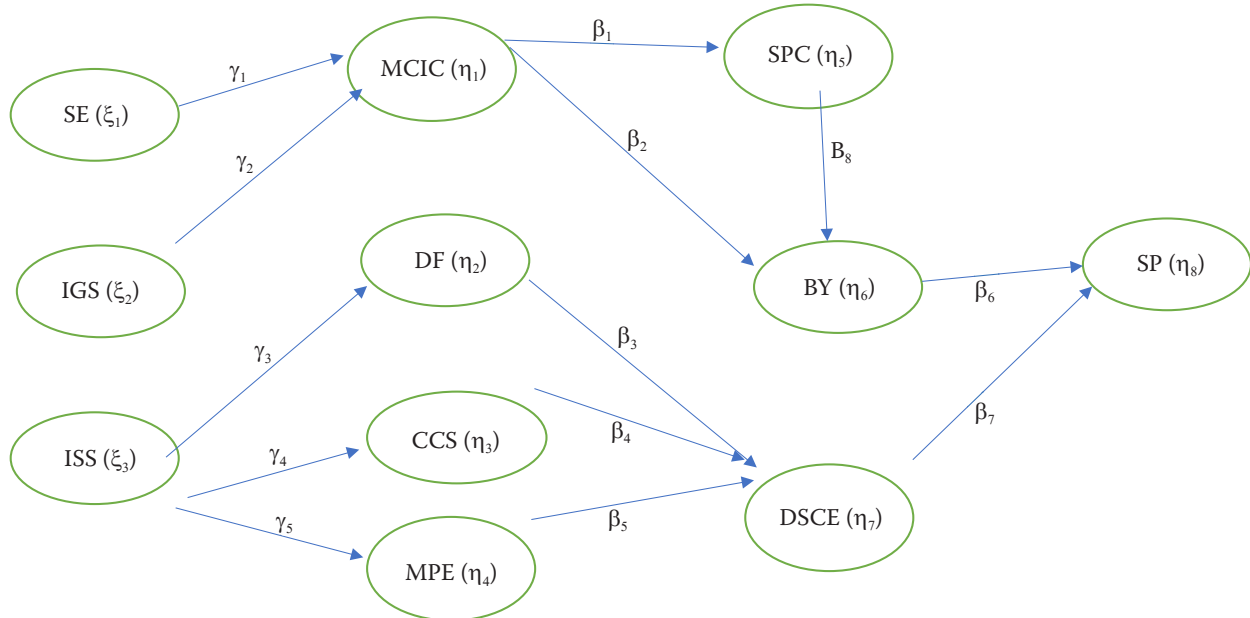 β₁
SPC (η₅)
MCIC (η₁)
γ₁
SE (ξ₁)
β₂
B₈
γ₂
DF (η₂)
SP (η₈)
IGS (ξ₂)
BY (η₆)
β₆
β₃
γ₃
β₇
β₄
CCS (η₃)
ISS (ξ₃)
γ₄
DSCE (η₇)
β₅
γ₅
MPE (η₄)